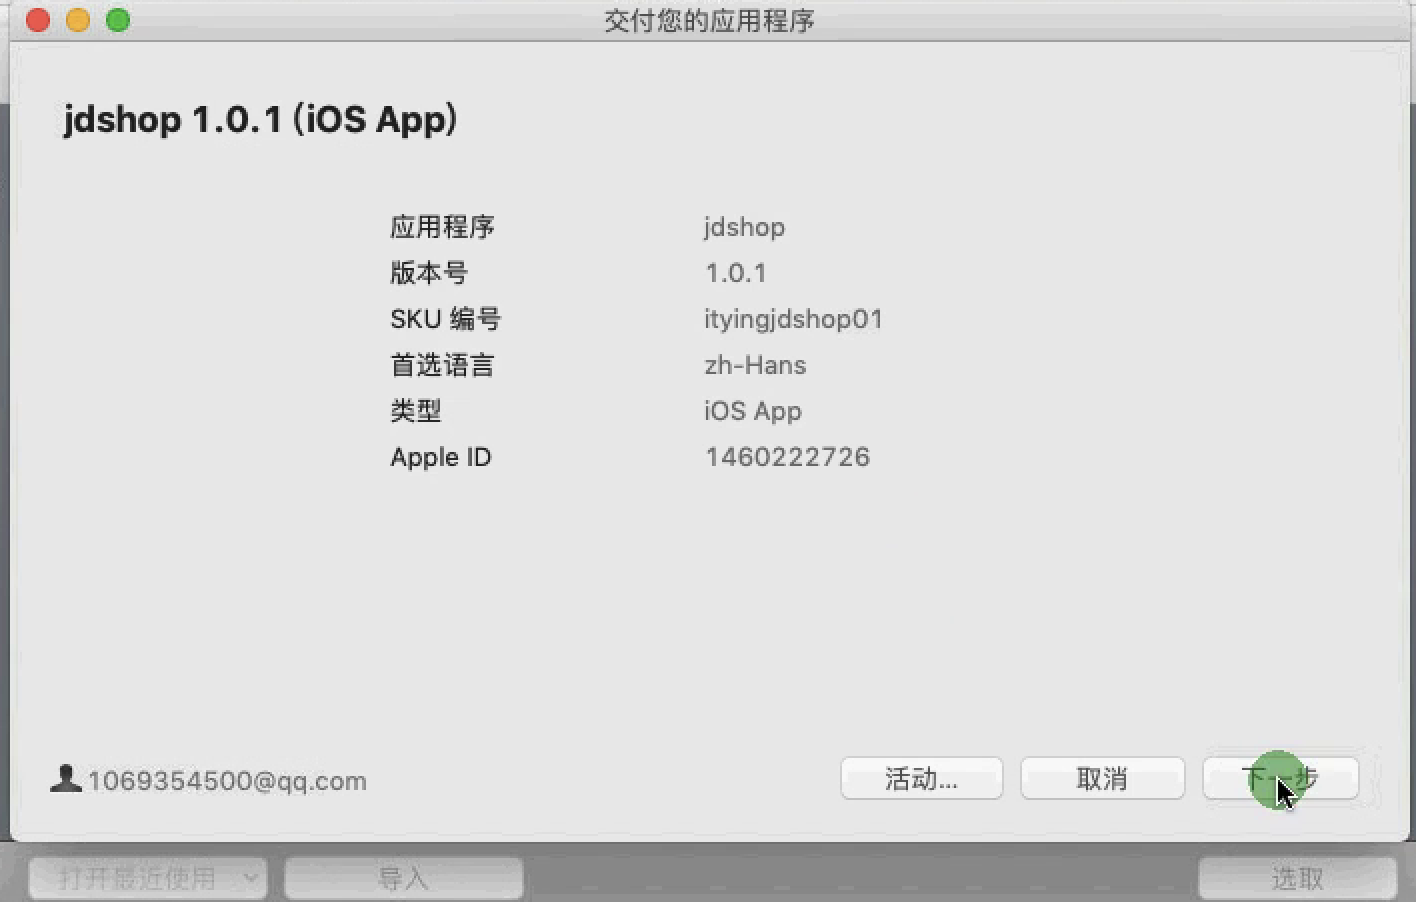 交付您的应用程序
jdshop 1.0.1 (iOS App)
应用程序 jdshop
版本号 1.0.1
SKU 编号 ityingjdshop01
首选语言 zh-Hans
类型 iOS App
Apple ID 1460222726
1069354500@qq.com 活动... 取消 下一步
打开最近使用 导入 选取